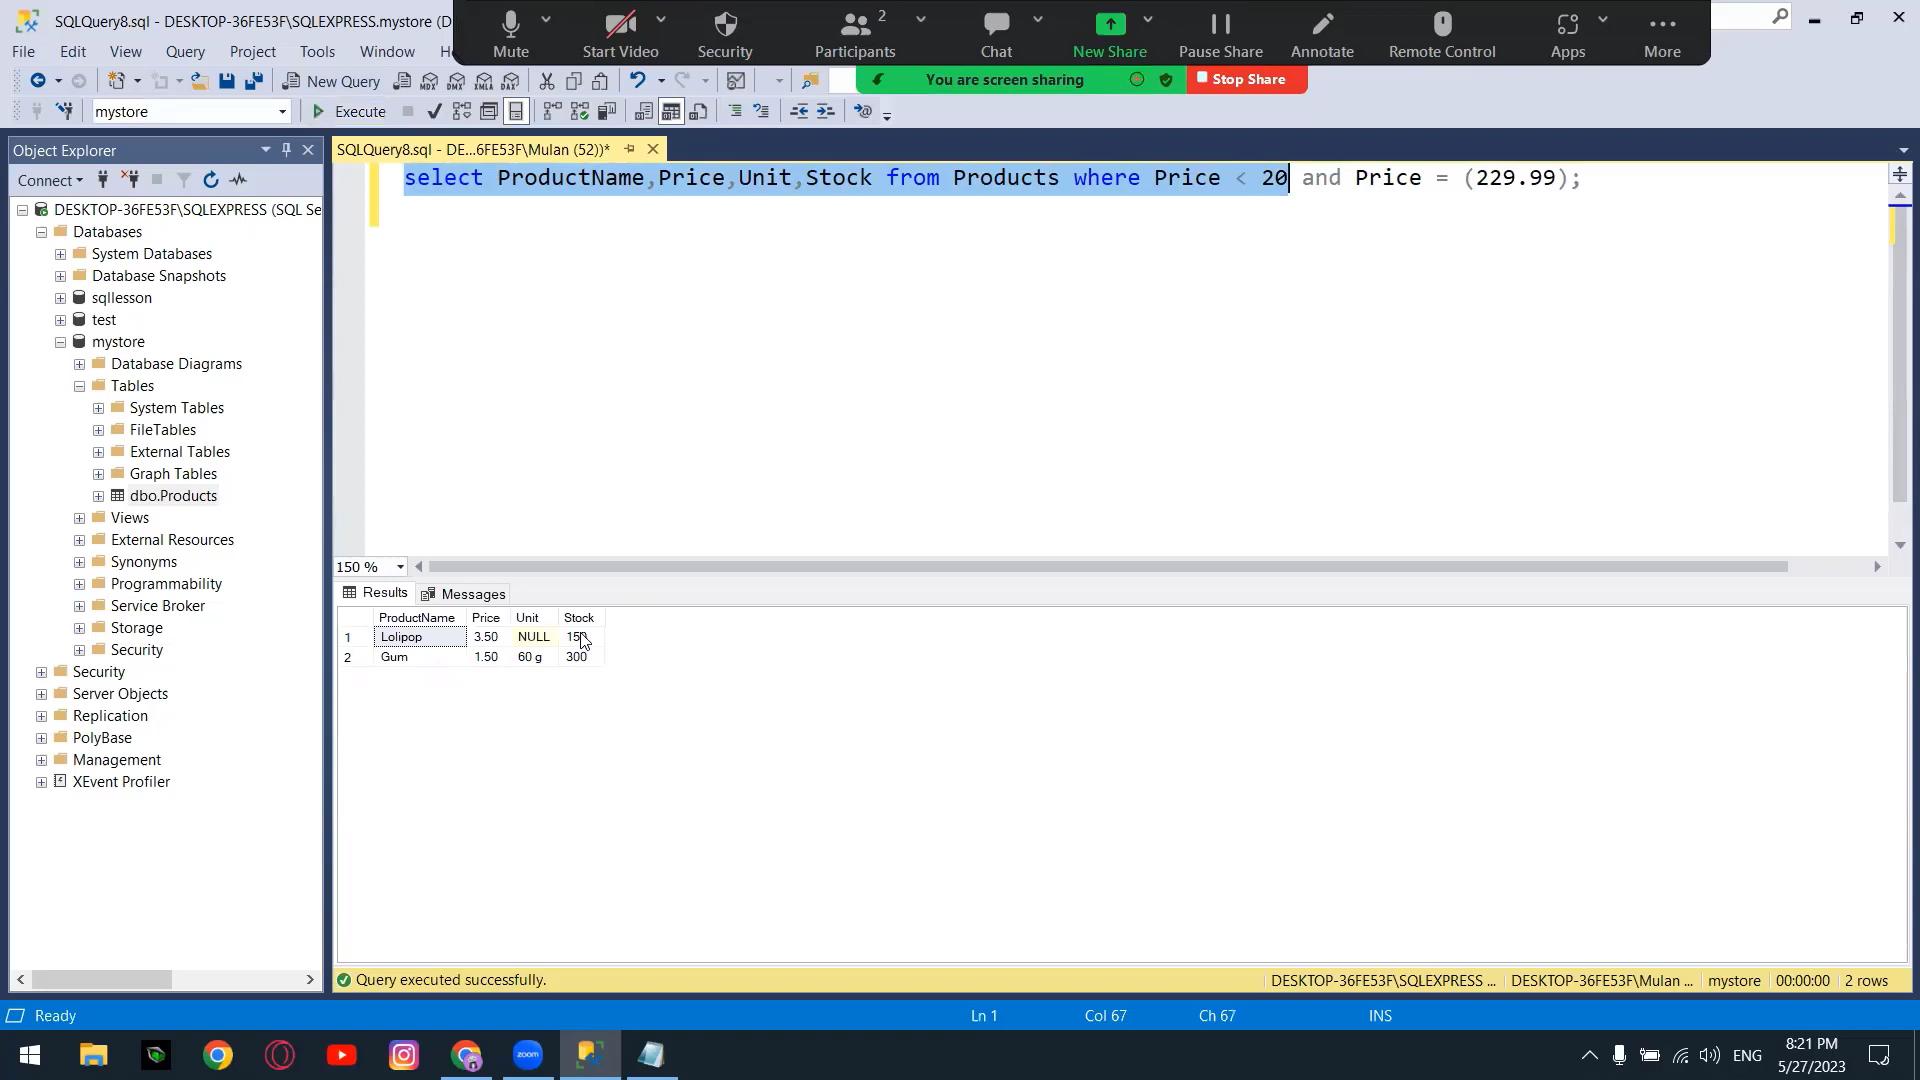 SQLQuery8.sql - DESKTOP-36FE53F\SQLEXPRESS.mystore (D
Mute
Start Video
Security
Participants
2
Chat
New Share
Pause Share
Annotate
Remote Control
Apps
More
File Edit View Query Project Tools Window
You are screen sharing
Stop Share
New Query
MDX DMX XMLA DAX
mystore
Execute
Object Explorer
SQLQuery8.sql - DE...6FE53F\Mulan (52))*
Connect
select ProductName,Price,Unit,Stock from Products where Price < 20 and Price = (229.99);
DESKTOP-36FE53F\SQLEXPRESS (SQL Se
Databases
System Databases
Database Snapshots
sqllesson
test
mystore
Database Diagrams
Tables
System Tables
FileTables
External Tables
Graph Tables
dbo.Products
Views
External Resources
Synonyms
Programmability
Service Broker
Storage
Security
Security
Server Objects
Replication
PolyBase
Management
XEvent Profiler
150 %
Results
Messages
ProductName Price Unit Stock
1 Lolipop 3.50 NULL 150
2 Gum 1.50 60 g 300
Query executed successfully.
DESKTOP-36FE53F\SQLEXPRESS ...
DESKTOP-36FE53F\Mulan ...
mystore
00:00:00
2 rows
Ready
Ln 1
Col 67
Ch 67
INS
zoom
ENG
8:21 PM
5/27/2023